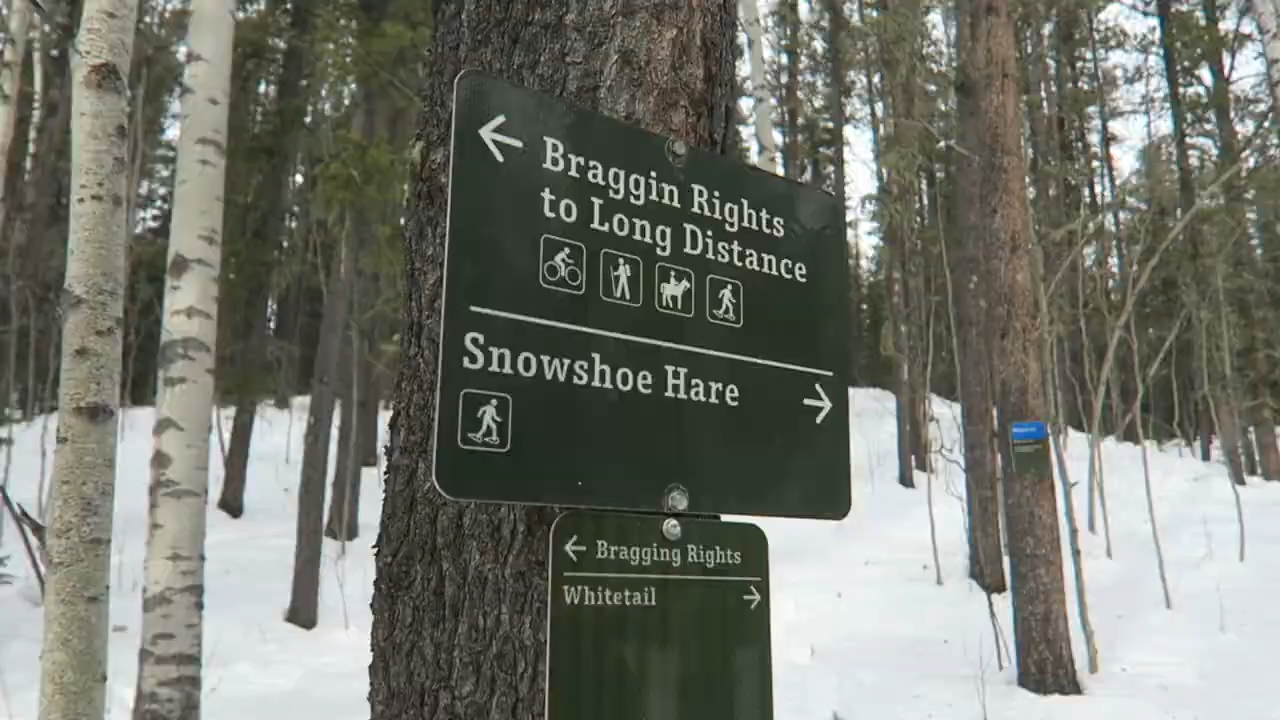 ← Braggin Rights
to Long Distance
Snowshoe Hare →
← Bragging Rights
Whitetail →